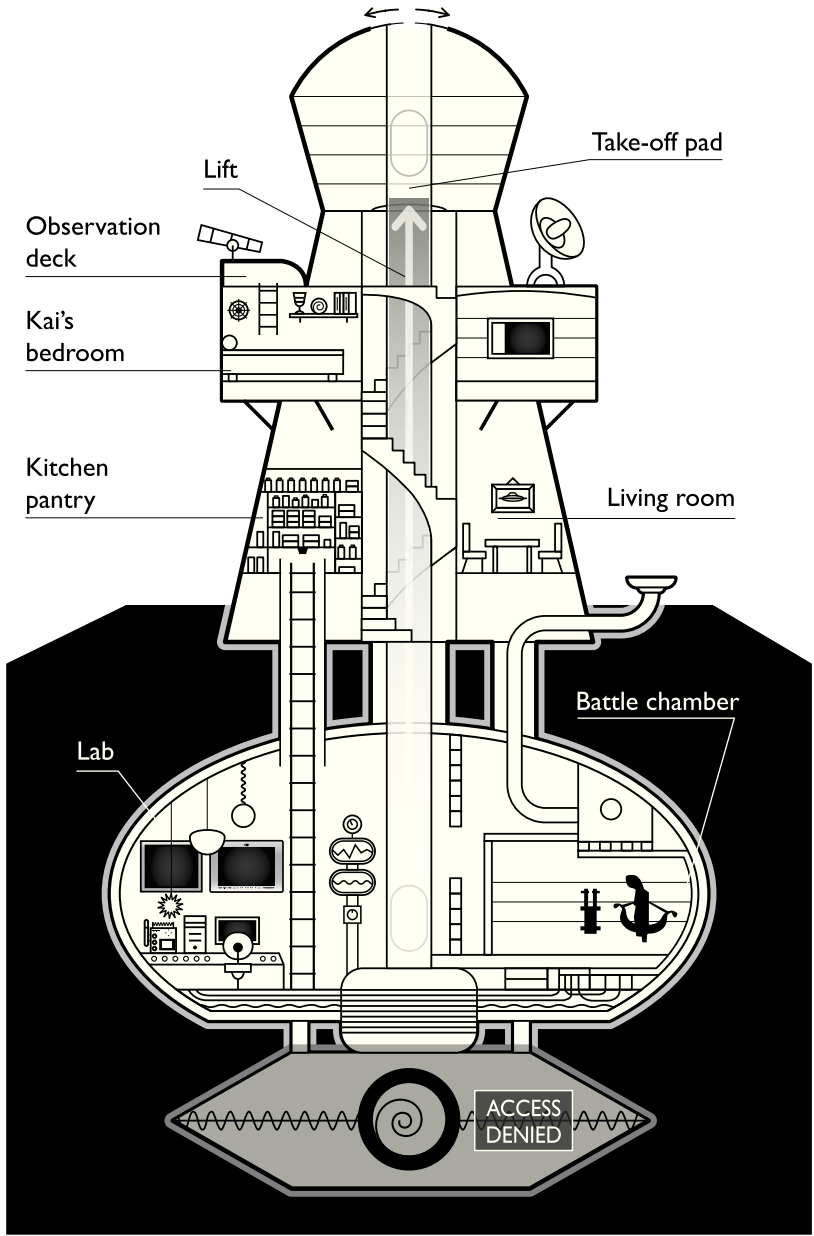 Take-off pad
Lift
Observation
deck
Kai's
bedroom
Kitchen
pantry
Living room
Battle chamber
Lab
ACCESS
DENIED